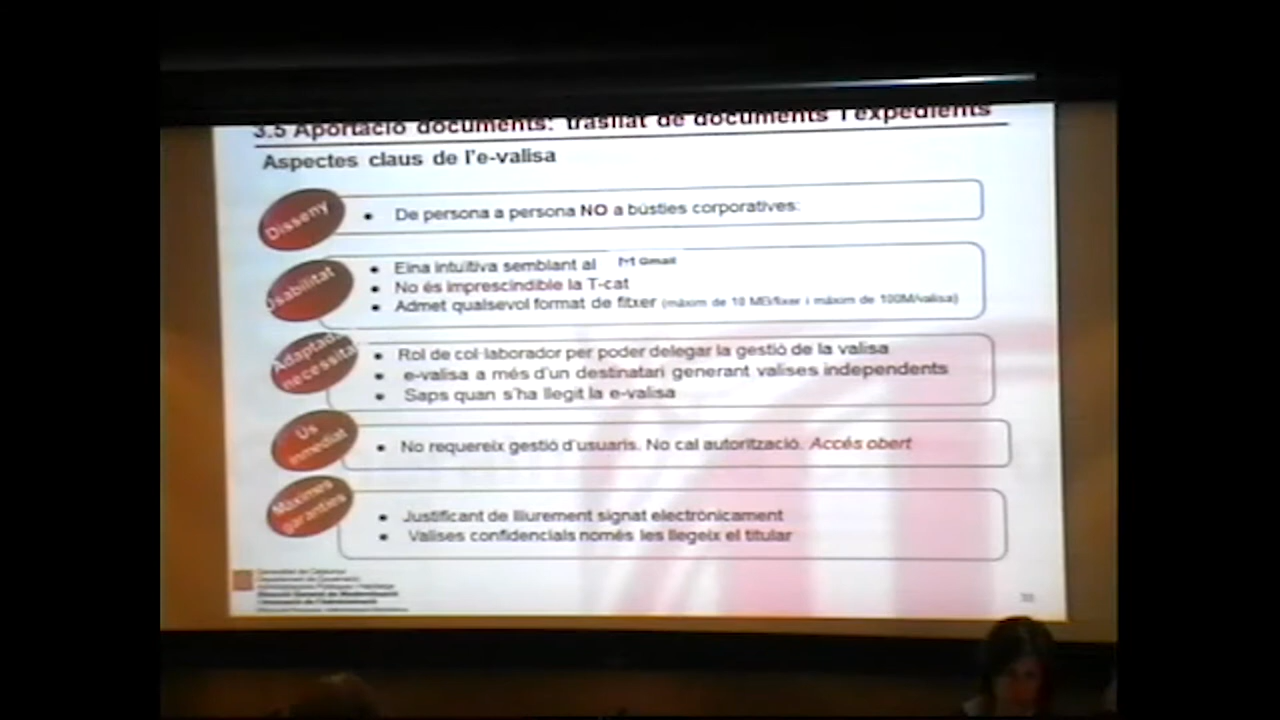 3.5 Aportació documents: trasllat de documents i expedients
Aspectes claus de l'e-valisa
Disseny
De persona a persona NO a bústies corporatives:
Usabilitat
Eina intuïtiva semblant al Gmail
No és imprescindible la T-cat
Admet qualsevol format de fitxer (màxim de 10 MB/fixer i màxim de 100M/valisa)
Rol de col·laborador per poder delegar la gestió de la valisa
e-valisa a més d'un destinatari generant valises independents
Saps quan s'ha llegit la e-valisa
Ús
immediat
No requereix gestió d'usuaris. No cal autorització. Accés obert
Màximes
garanties
Justificant de lliurement signat electrònicament
Valises confidencials només les llegeix el titular
Generalitat de Catalunya